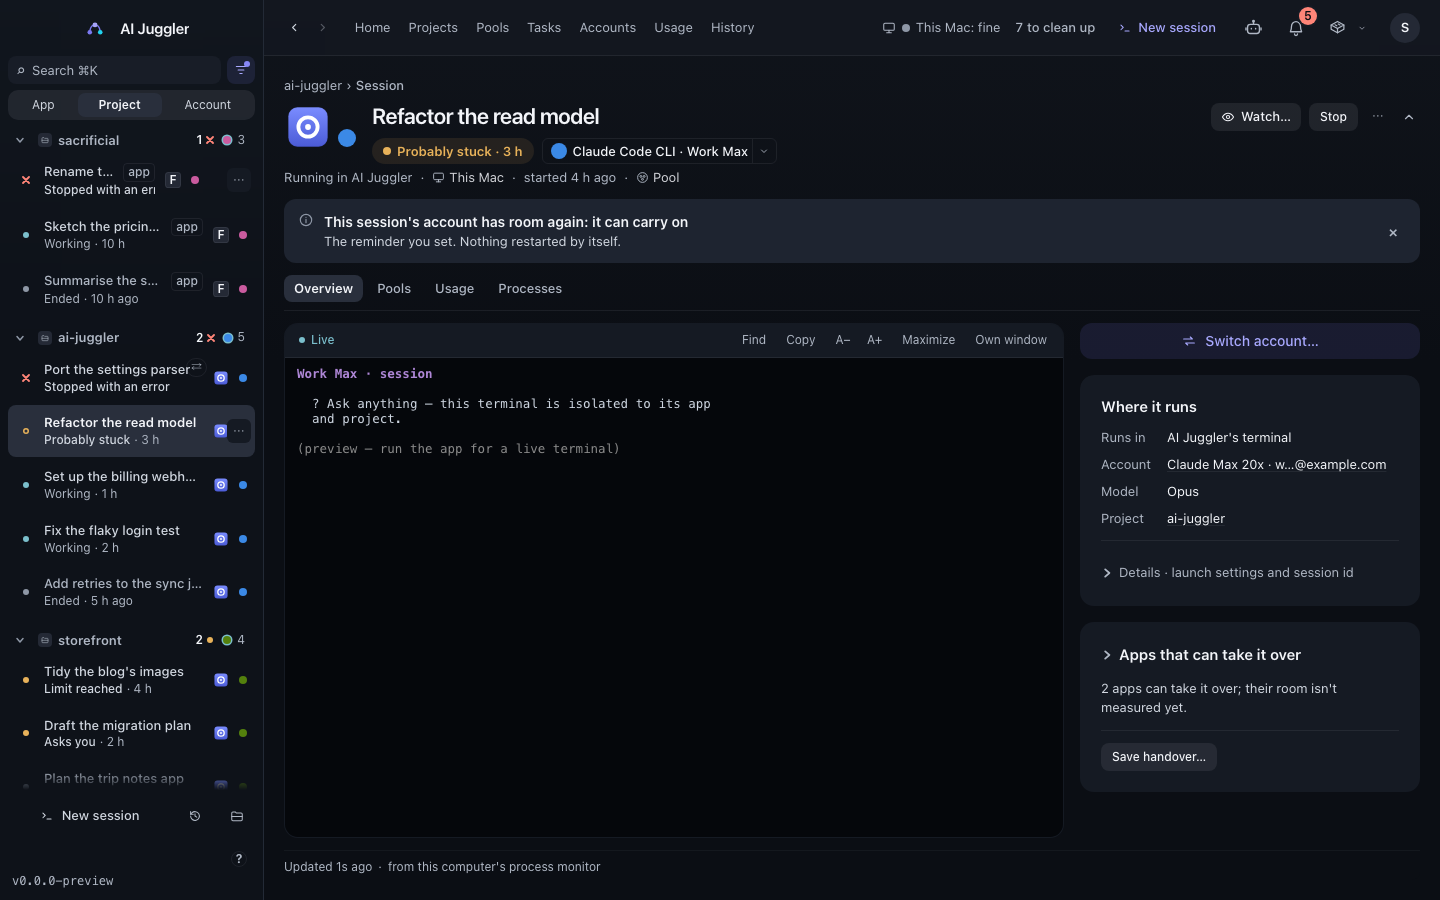 AI Juggler
Search ⌘K
App Project Account
sacrificial 1 3
Rename t... app F
Stopped with an err
Sketch the pricin... app F
Working · 10 h
Summarise the s... app F
Ended · 10 h ago
ai-juggler 2 5
Port the settings parser
Stopped with an error
Refactor the read model
Probably stuck · 3 h
Set up the billing webh...
Working · 1 h
Fix the flaky login test
Working · 2 h
Add retries to the sync j...
Ended · 5 h ago
storefront 2 4
Tidy the blog's images
Limit reached · 4 h
Draft the migration plan
Asks you · 2 h
Plan the trip notes app
New session
?
v0.0.0-preview
Home Projects Pools Tasks Accounts Usage History
This Mac: fine 7 to clean up New session 5 S
ai-juggler › Session
Refactor the read model
Watch... Stop ...
Probably stuck · 3 h Claude Code CLI · Work Max
Running in AI Juggler · This Mac · started 4 h ago · Pool
This session's account has room again: it can carry on
The reminder you set. Nothing restarted by itself.
Overview Pools Usage Processes
Live Find Copy A− A+ Maximize Own window
Work Max · session
? Ask anything — this terminal is isolated to its app
and project.
(preview — run the app for a live terminal)
Switch account...
Where it runs
Runs in AI Juggler's terminal
Account Claude Max 20x · w...@example.com
Model Opus
Project ai-juggler
Details · launch settings and session id
Apps that can take it over
2 apps can take it over; their room isn't
measured yet.
Save handover...
Updated 1s ago · from this computer's process monitor